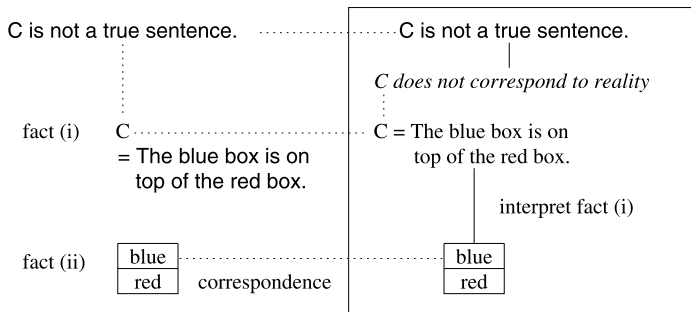 C is not a true sentence.
C is not a true sentence.
C does not correspond to reality
fact (i)
C
= The blue box is on
top of the red box.
C = The blue box is on
top of the red box.
interpret fact (i)
fact (ii)
blue
red
correspondence
blue
red